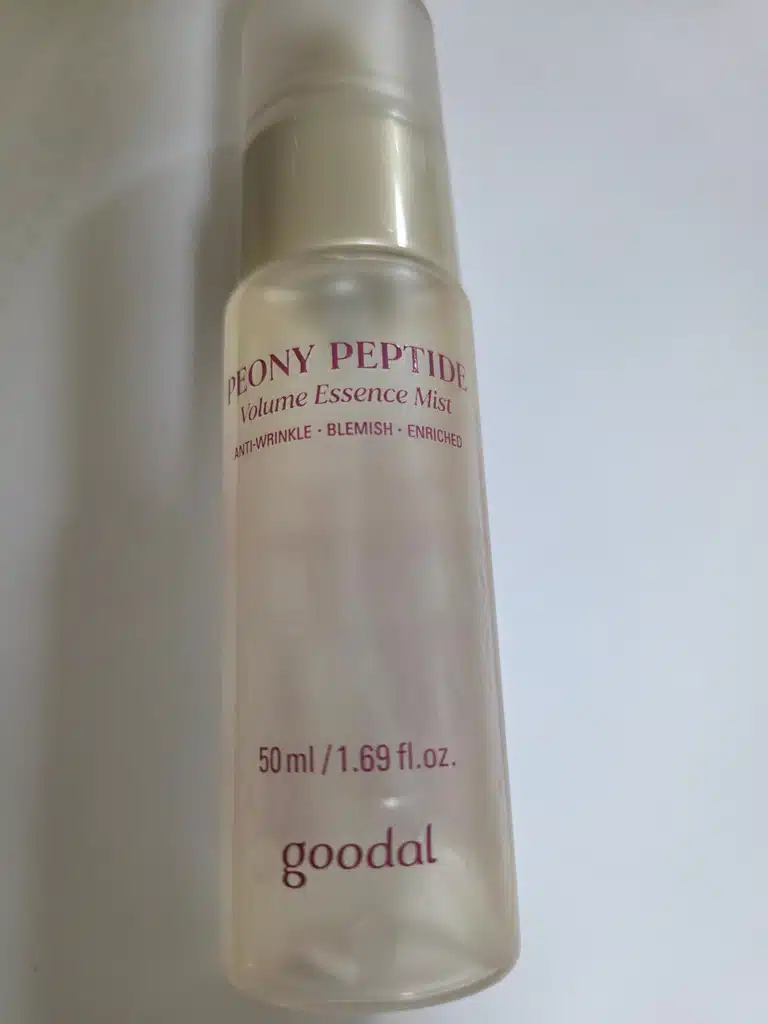 PEONY PEPTIDE
Volume Essence Mist
ANTI-WRINKLE · BLEMISH · ENRICHED
50 ml / 1.69 fl.oz.
goodal